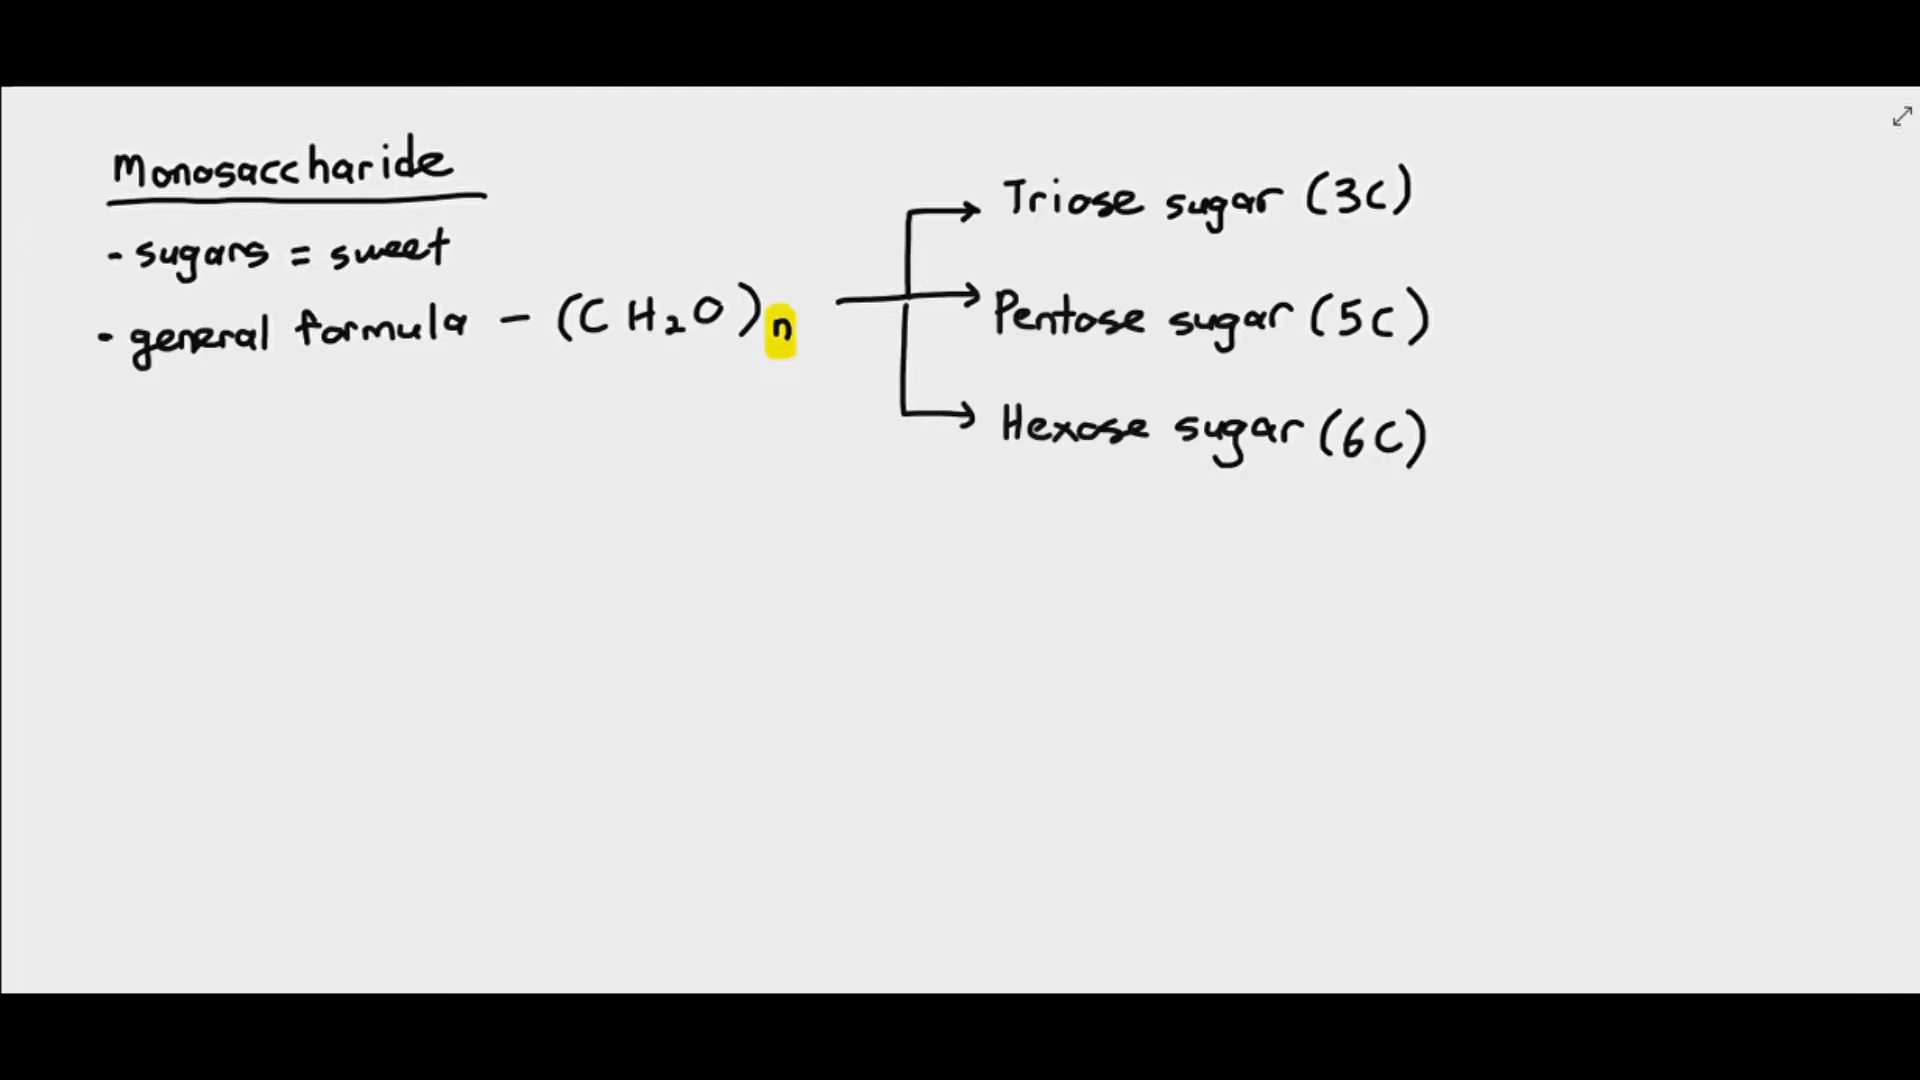 Monosaccharide
- sugars = sweet
- general formula - (CH₂O)n
Triose sugar (3C)
Pentose sugar (5C)
Hexose sugar (6C)